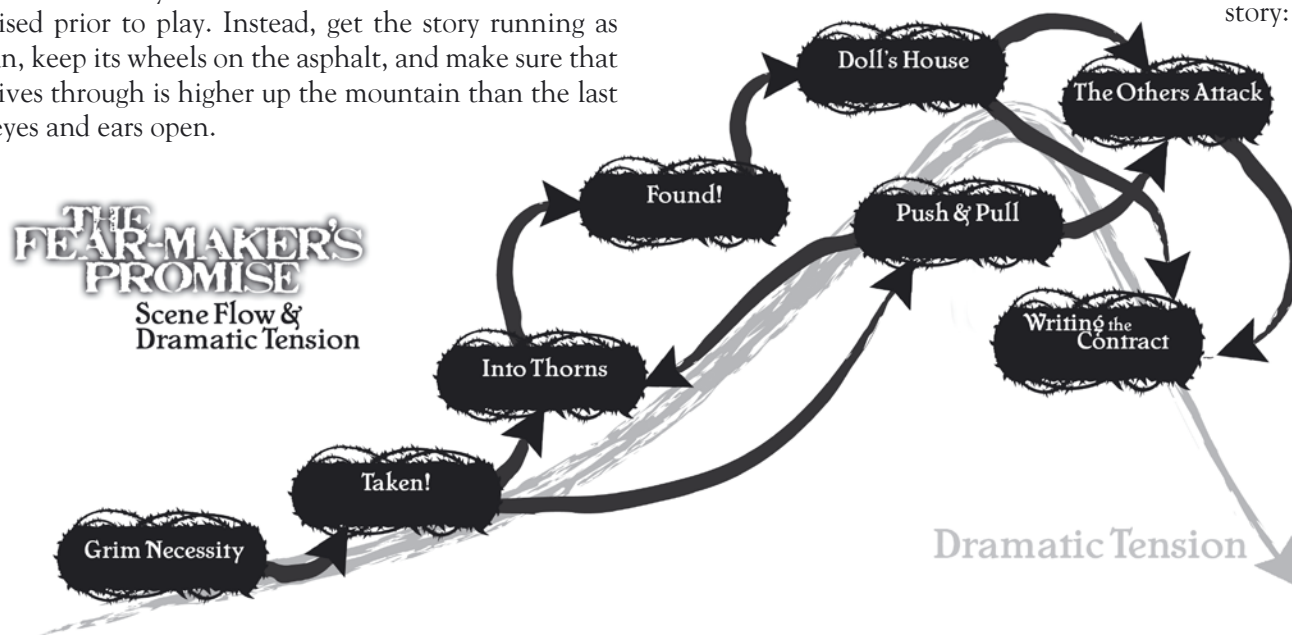 ised prior to play. Instead, get the story running as
n, keep its wheels on the asphalt, and make sure that
ives through is higher up the mountain than the last
eyes and ears open.
story:
THE
FEAR-MAKER'S
PROMISE
Scene Flow &
Dramatic Tension
Doll's House
The Others Attack
Found!
Push & Pull
Writing the
Contract
Into Thorns
Taken!
Grim Necessity
Dramatic Tension